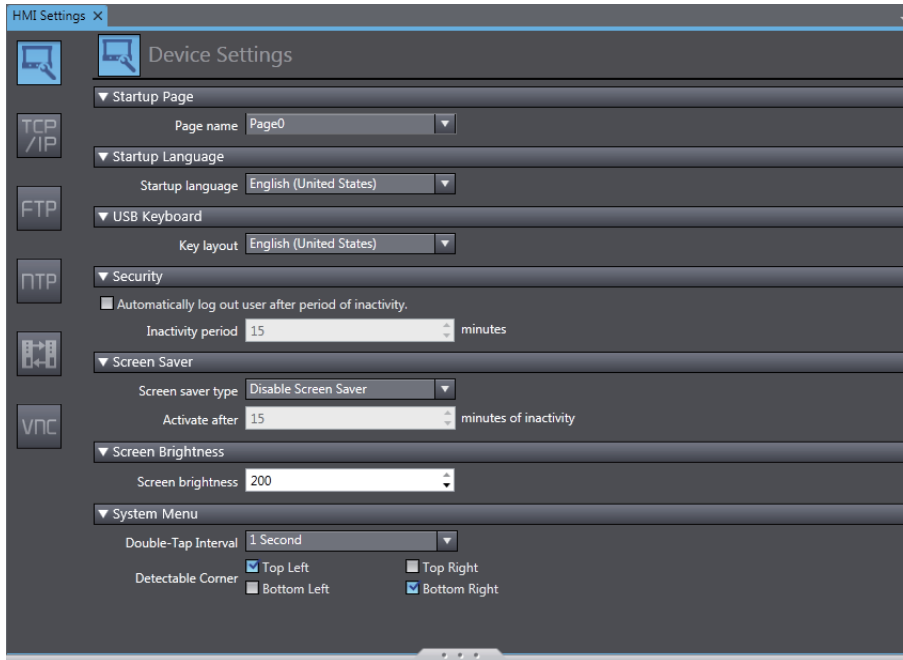 HMI Settings
Device Settings
Startup Page
Page name Page0
TCP
/IP
Startup Language
Startup language English (United States)
FTP
USB Keyboard
Key layout English (United States)
NTP
Security
Automatically log out user after period of inactivity.
Inactivity period 15 minutes
Screen Saver
Screen saver type Disable Screen Saver
Activate after 15 minutes of inactivity
VNC
Screen Brightness
Screen brightness 200
System Menu
Double-Tap Interval 1 Second
Detectable Corner
Top Left Top Right
Bottom Left Bottom Right